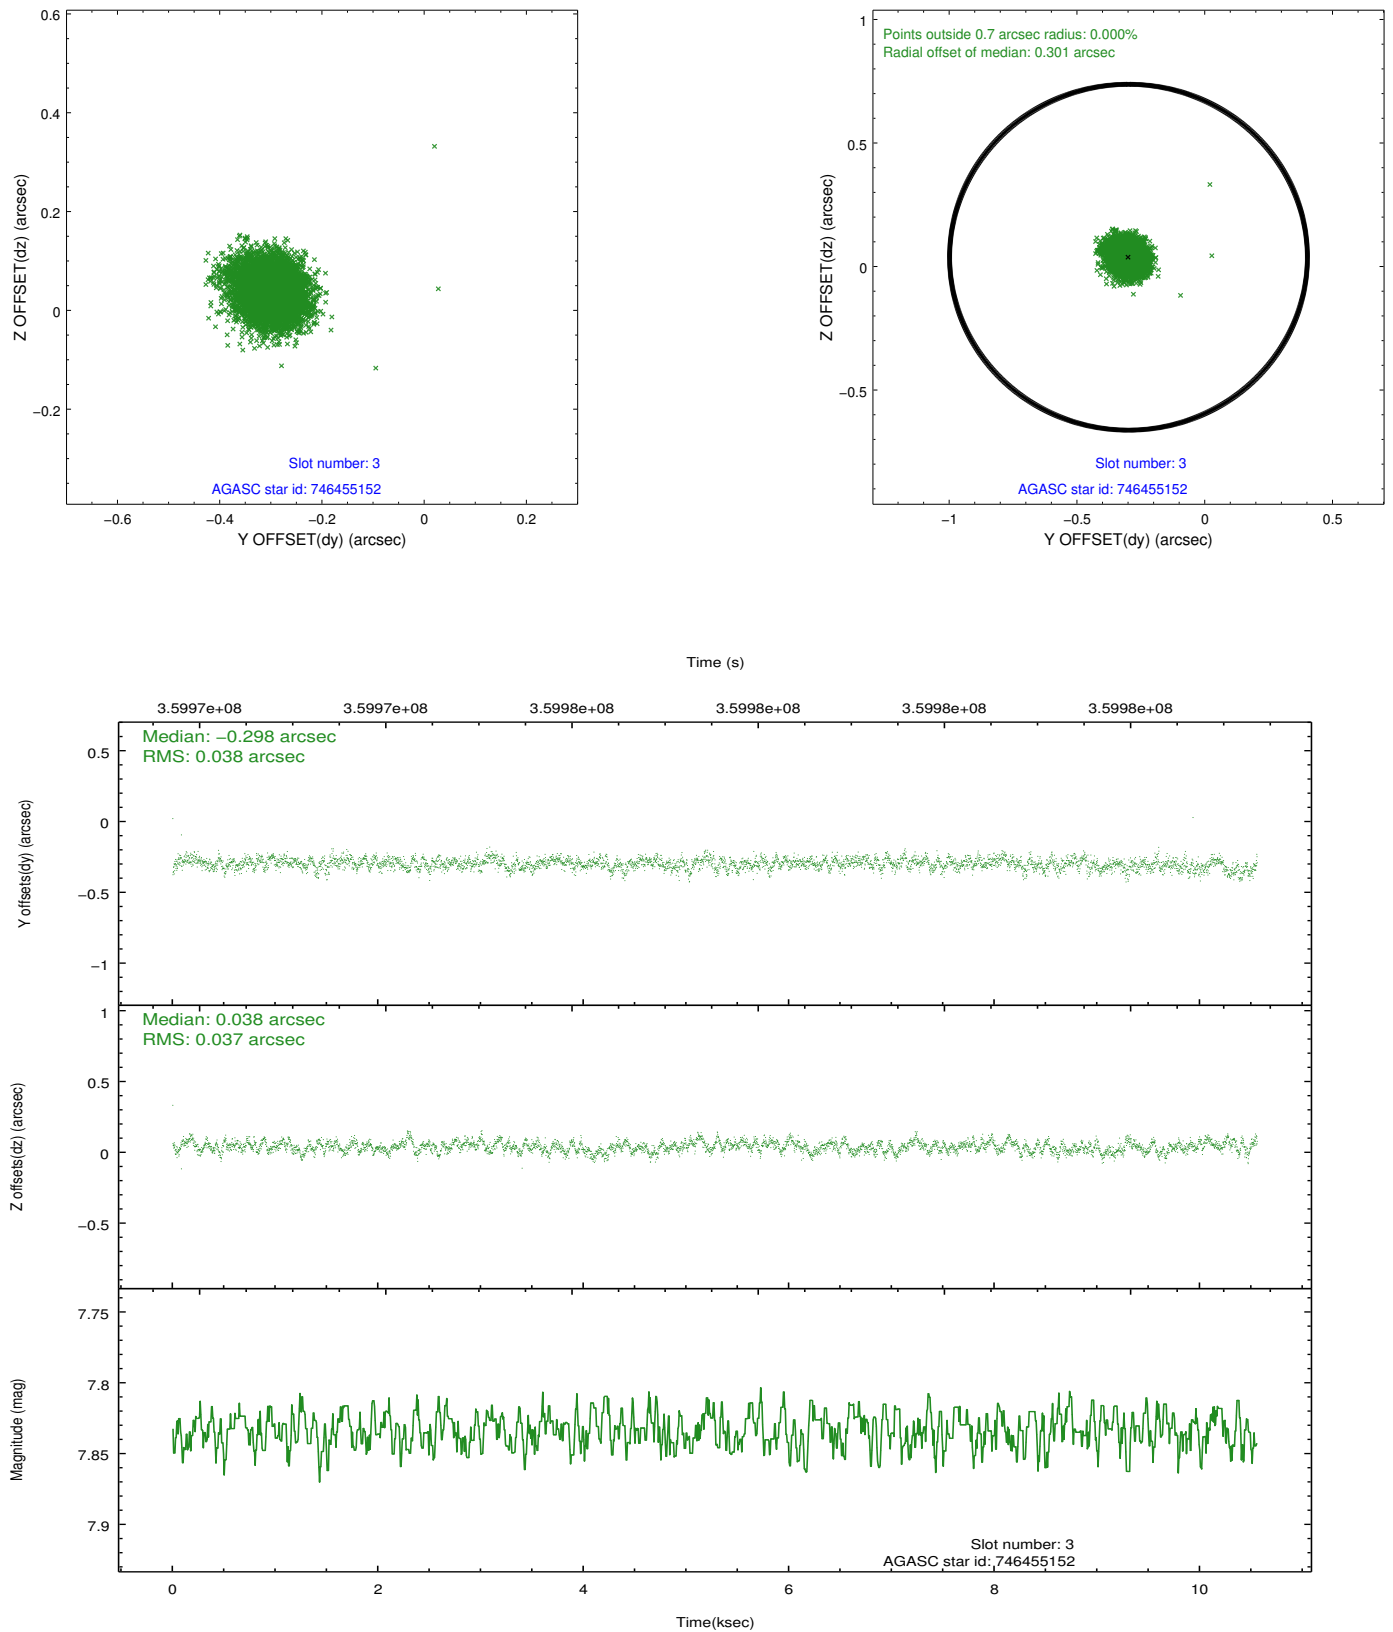 0.6
0.4
0.2
0
−0.2
Z OFFSET(dz) (arcsec)
Slot number: 3
AGASC star id: 746455152
−0.6 −0.4 −0.2 0 0.2
Y OFFSET(dy) (arcsec)
1
0.5
0
−0.5
Z OFFSET(dz) (arcsec)
Points outside 0.7 arcsec radius: 0.000%
Radial offset of median: 0.301 arcsec
Slot number: 3
AGASC star id: 746455152
−1 −0.5 0 0.5
Y OFFSET(dy) (arcsec)
Time (s)
3.5997e+08 3.5997e+08 3.5998e+08 3.5998e+08 3.5998e+08 3.5998e+08
Median: −0.298 arcsec
RMS: 0.038 arcsec
0.5
0
−0.5
−1
Y offsets(dy) (arcsec)
Median: 0.038 arcsec
RMS: 0.037 arcsec
1
0.5
0
−0.5
Z offsets(dz) (arcsec)
7.75
7.8
7.85
7.9
Magnitude (mag)
Slot number: 3
AGASC star id: 746455152
0 2 4 6 8 10
Time(ksec)